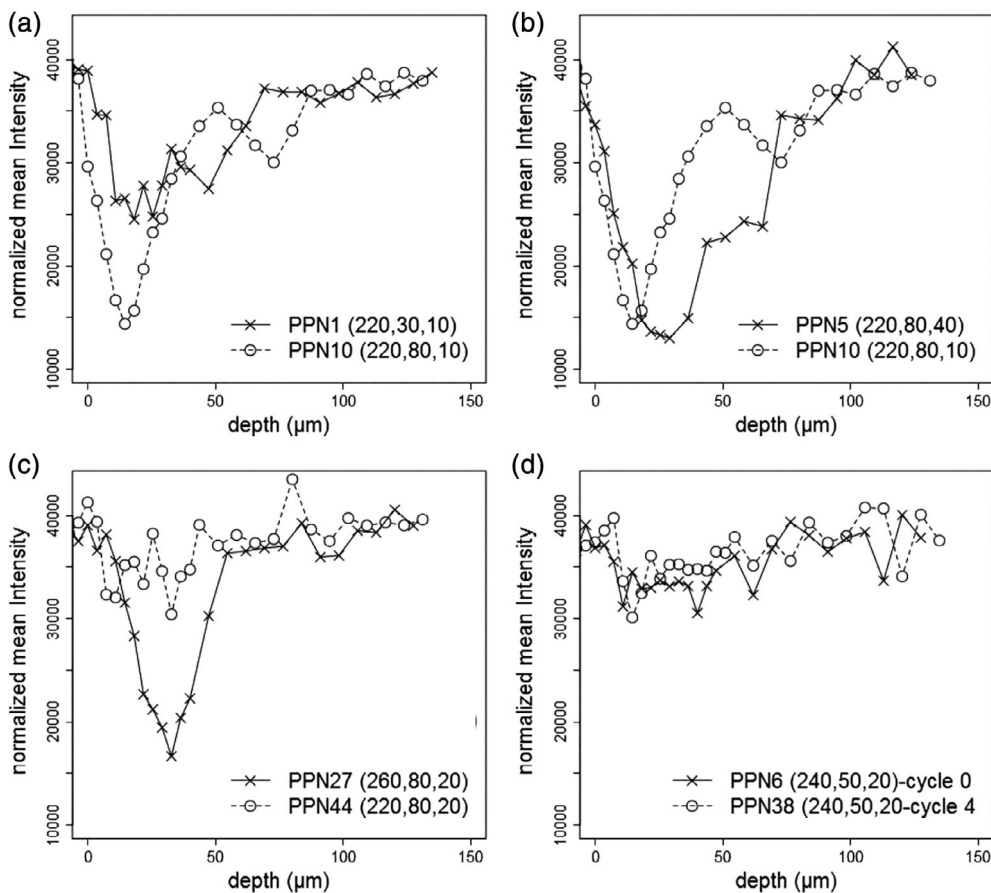 (a)
normalized mean Intensity
40000
30000
20000
10000
PPN1 (220,30,10)
PPN10 (220,80,10)
0 50 100 150
depth (µm)
(b)
normalized mean Intensity
40000
30000
20000
10000
PPN5 (220,80,40)
PPN10 (220,80,10)
0 50 100 150
depth (µm)
(c)
normalized mean Intensity
40000
30000
20000
10000
PPN27 (260,80,20)
PPN44 (220,80,20)
0 50 100 150
depth (µm)
(d)
normalized mean Intensity
40000
30000
20000
10000
PPN6 (240,50,20)-cycle 0
PPN38 (240,50,20-cycle 4
0 50 100 150
depth (µm)